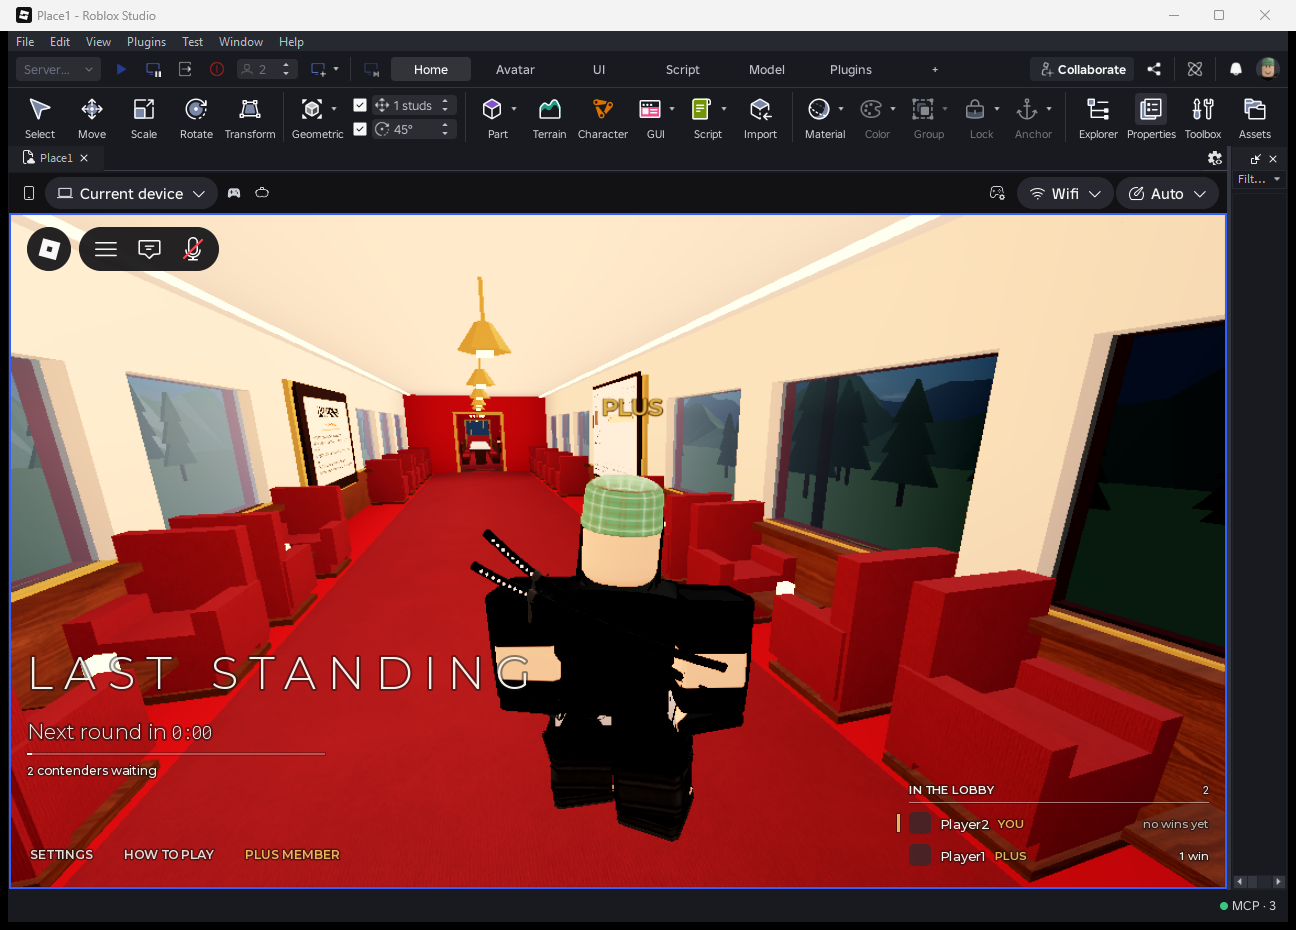 Place1 - Roblox Studio
File Edit View Plugins Test Window Help
Server... 2 Home Avatar UI Script Model Plugins + Collaborate
1 studs
45°
Select Move Scale Rotate Transform Geometric Part Terrain Character GUI Script Import Material Color Group Lock Anchor Explorer Properties Toolbox Assets
Place1
Filt...
Current device Wifi Auto
PLUS
LAST STANDING
Next round in 0:00
2 contenders waiting
IN THE LOBBY 2
Player2 YOU no wins yet
Player1 PLUS 1 win
SETTINGS HOW TO PLAY PLUS MEMBER
MCP · 3